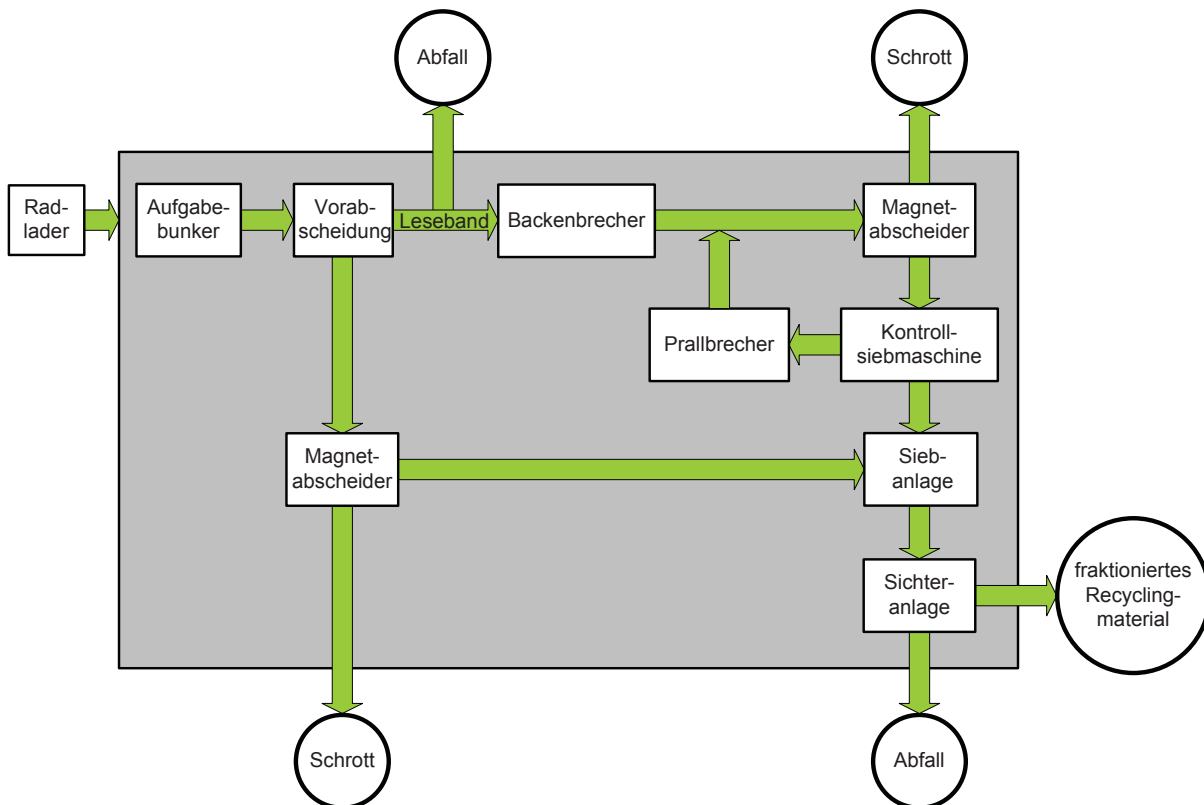 Abfall
Schrott
Rad-
lader
Aufgabe-
bunker
Vorab-
scheidung
Leseband
Backenbrecher
Magnet-
abscheider
Prallbrecher
Kontroll-
siebmaschine
Magnet-
abscheider
Sieb-
anlage
Sichter-
anlage
fraktioniertes
Recycling-
material
Schrott
Abfall